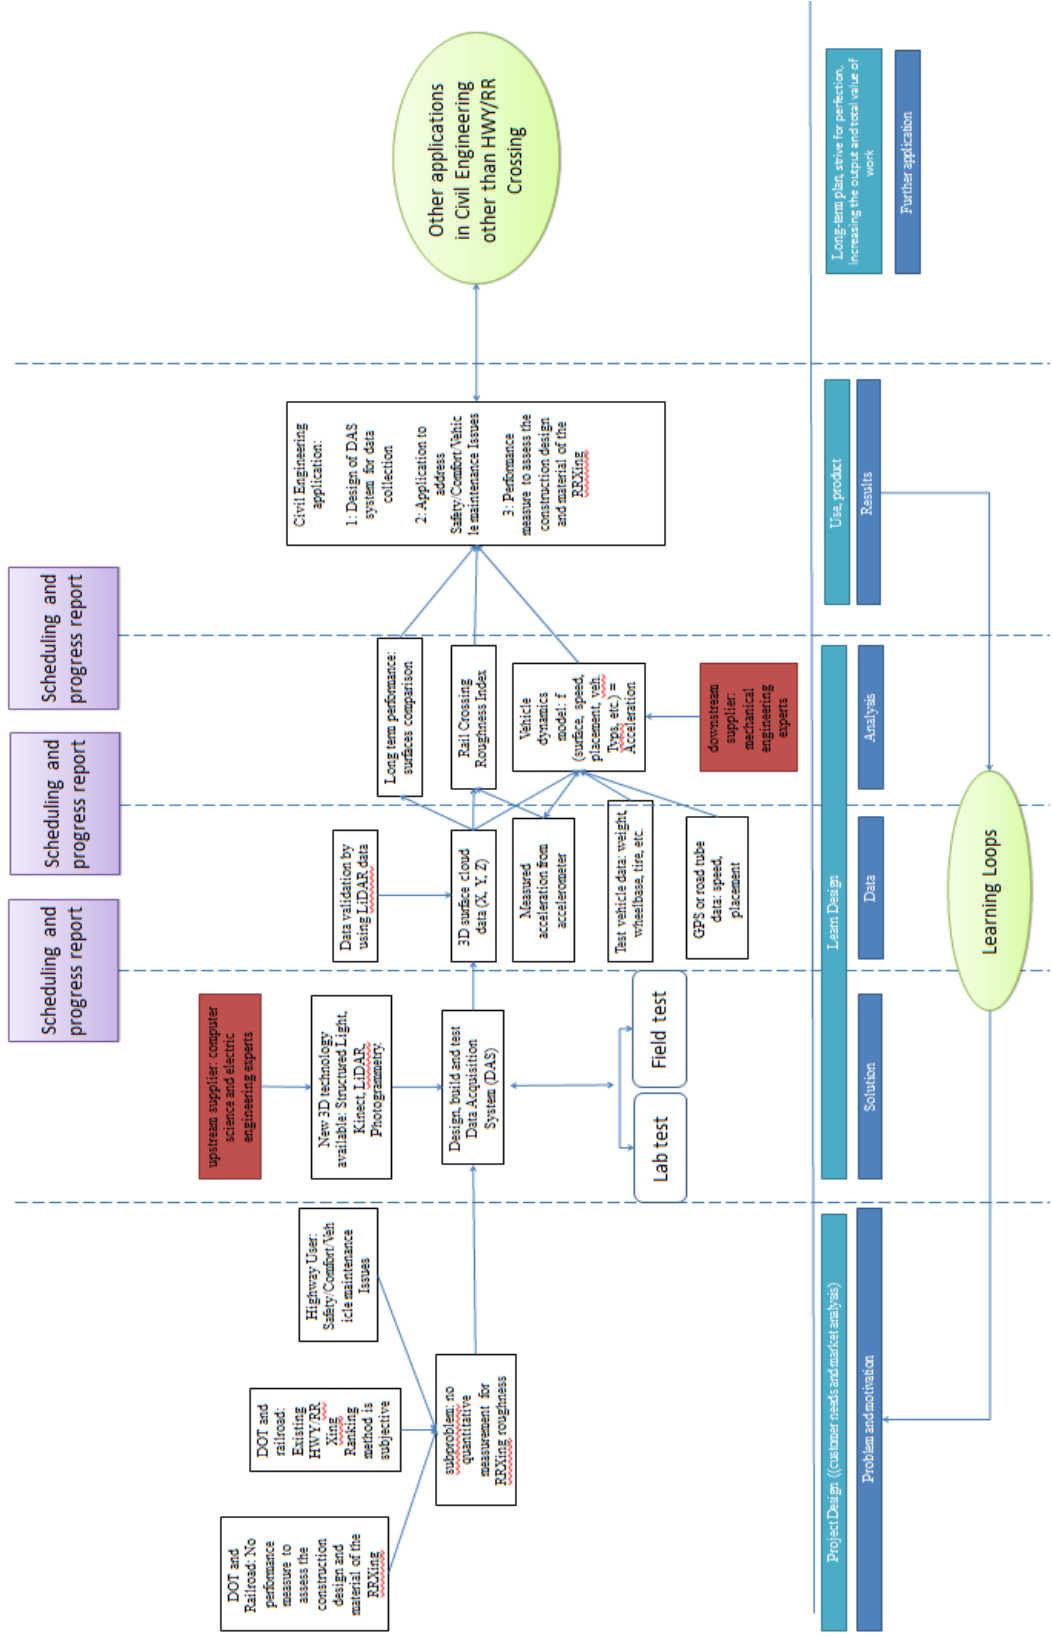 Scheduling and
progress report
Scheduling and
progress report
Scheduling and
progress report
DOT and
Railroad: No
performance
measure to
assess the
construction
design and
material of the
RRXing
DOT and
railroad:
Existing
HWY/RR
Xing
Ranking
method is
subjective
Highway User:
Safety/Comfort/Veh
icle maintenance
Issues
subproblem: no
quantitative
measurement for
RRXing roughness
upstream supplier: computer
science and electric
engineering experts
New 3D technology
available: Structured Light,
Kinect, LiDAR,
Photogrammetry.
Design, build and test
Data Acquisition
System (DAS)
Lab test
Field test
Data validation by
using LiDAR data
3D surface cloud
data (X, Y, Z)
Measured
acceleration from
accelerometer
Test vehicle data: weight,
wheelbase, tire, etc.
GPS or road tube
data: speed,
placement
Long term performance:
surfaces comparison
Rail Crossing
Roughness Index
Vehicle
dynamics
model: f
(surface, speed,
placement, veh.
Typs, etc.) =
Acceleration
downstream
supplier:
mechanical
engineering
experts
Civil Engineering
application:
1: Design of DAS
system for data
collection
2: Application to
address
Safety/Comfort/Vehic
le maintenance Issues
3: Performance
measure to assess the
construction design
and material of the
RRXing
Other applications
in Civil Engineering
other than HWY/RR
Crossing
Project Design ((customer needs and market analysis)
Problem and motivation
Learn Design
Solution
Data
Analysis
Use, product
Results
Long-term plan, strive for perfection,
increasing the output and total value of
work
Further application
Learning Loops